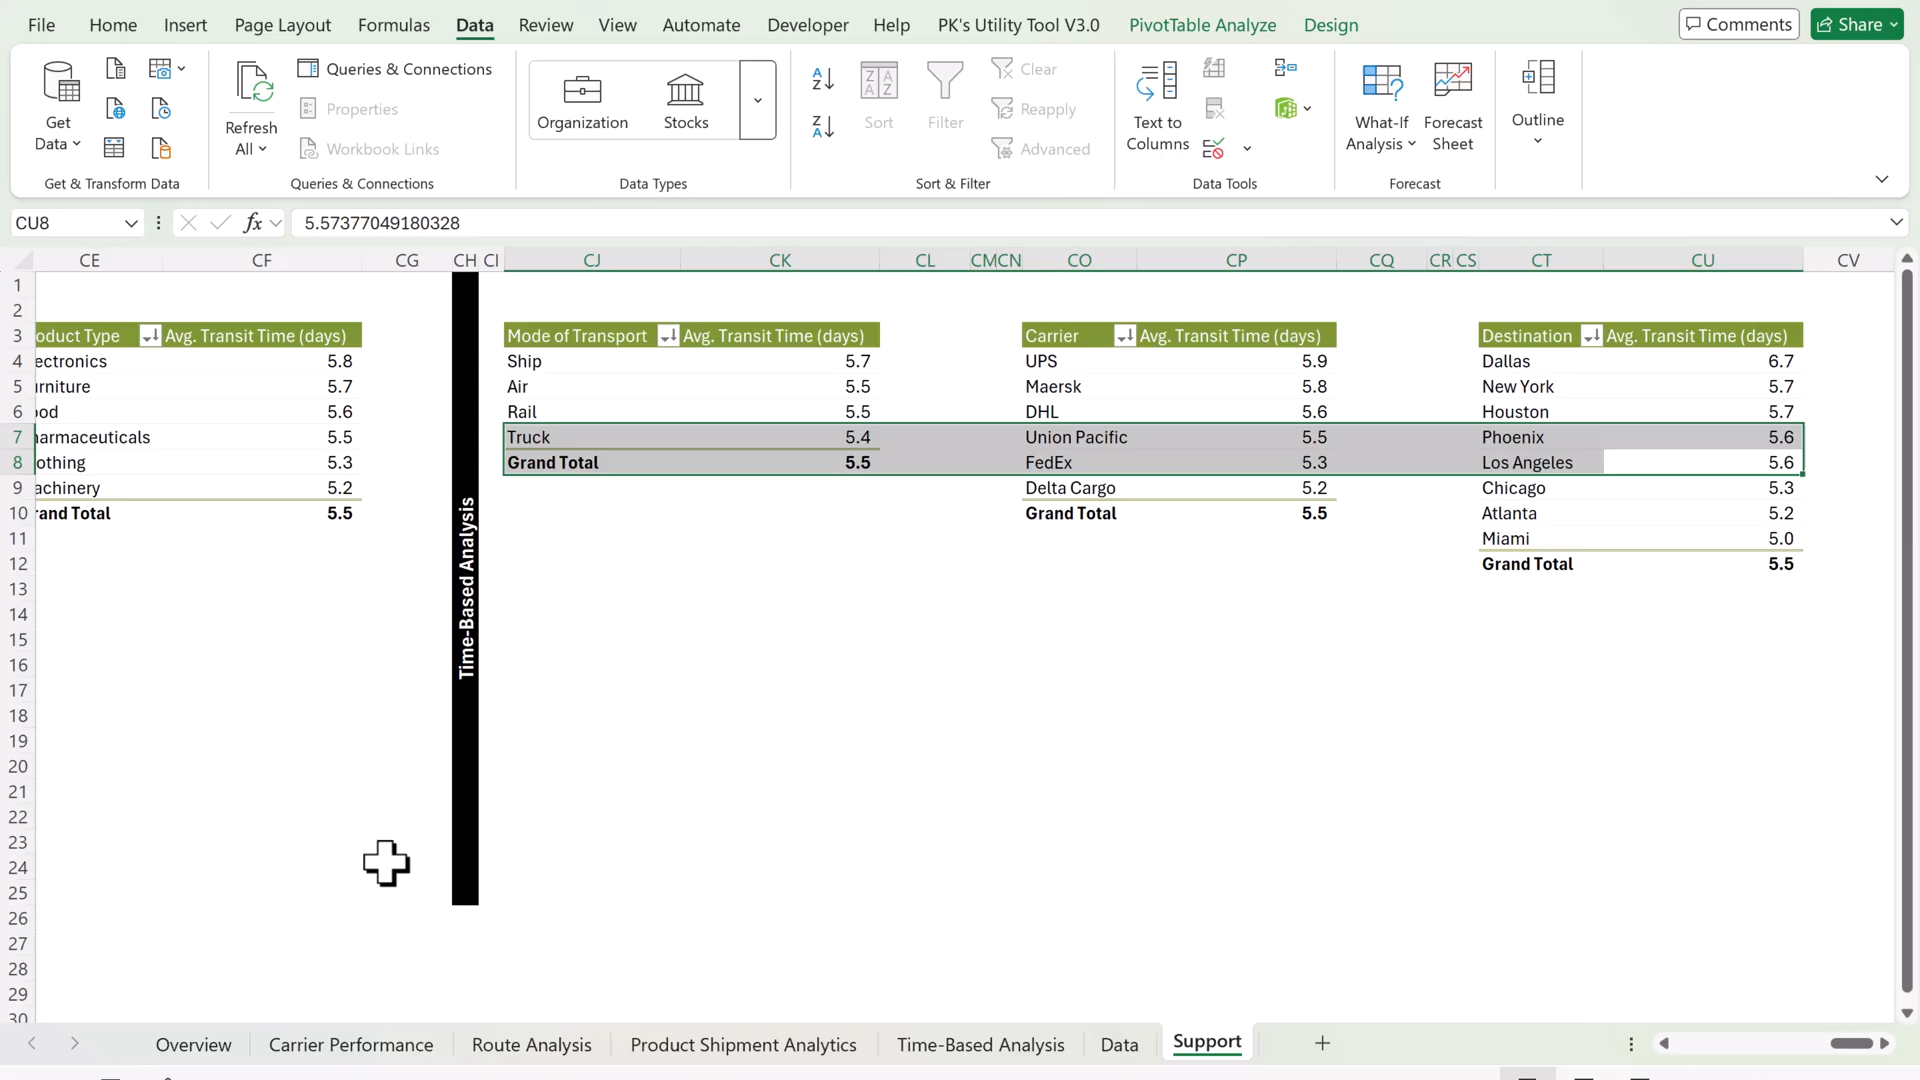 File Home Insert Page Layout Formulas Data Review View Automate Developer Help PK's Utility Tool V3.0 PivotTable Analyze Design Comments Share
Get Data
Get & Transform Data
Refresh All
Queries & Connections
Properties
Workbook Links
Queries & Connections
Organization
Stocks
Data Types
Sort
Filter
Clear
Reapply
Advanced
Sort & Filter
Text to Columns
Data Tools
What-If Analysis
Forecast Sheet
Forecast
Outline
CU8 fx 5.57377049180328
CE CF CG CH CI CJ CK CL CM CN CO CP CQ CR CS CT CU CV
1
2
3 oduct Type Avg. Transit Time (days) Mode of Transport Avg. Transit Time (days) Carrier Avg. Transit Time (days) Destination Avg. Transit Time (days)
4 ectronics 5.8 Ship 5.7 UPS 5.9 Dallas 6.7
5 urniture 5.7 Air 5.5 Maersk 5.8 New York 5.7
6 ood 5.6 Rail 5.5 DHL 5.6 Houston 5.7
7 harmaceuticals 5.5 Truck 5.4 Union Pacific 5.5 Phoenix 5.6
8 othing 5.3 Grand Total 5.5 FedEx 5.3 Los Angeles 5.6
9 achinery 5.2 Delta Cargo 5.2 Chicago 5.3
10 rand Total 5.5 Grand Total 5.5 Atlanta 5.2
11 Miami 5.0
12 Grand Total 5.5
13
14
15
16
17
18
19
20
21
22
23
24
25
26
27
28
29
30
Time-Based Analysis
Overview Carrier Performance Route Analysis Product Shipment Analytics Time-Based Analysis Data Support